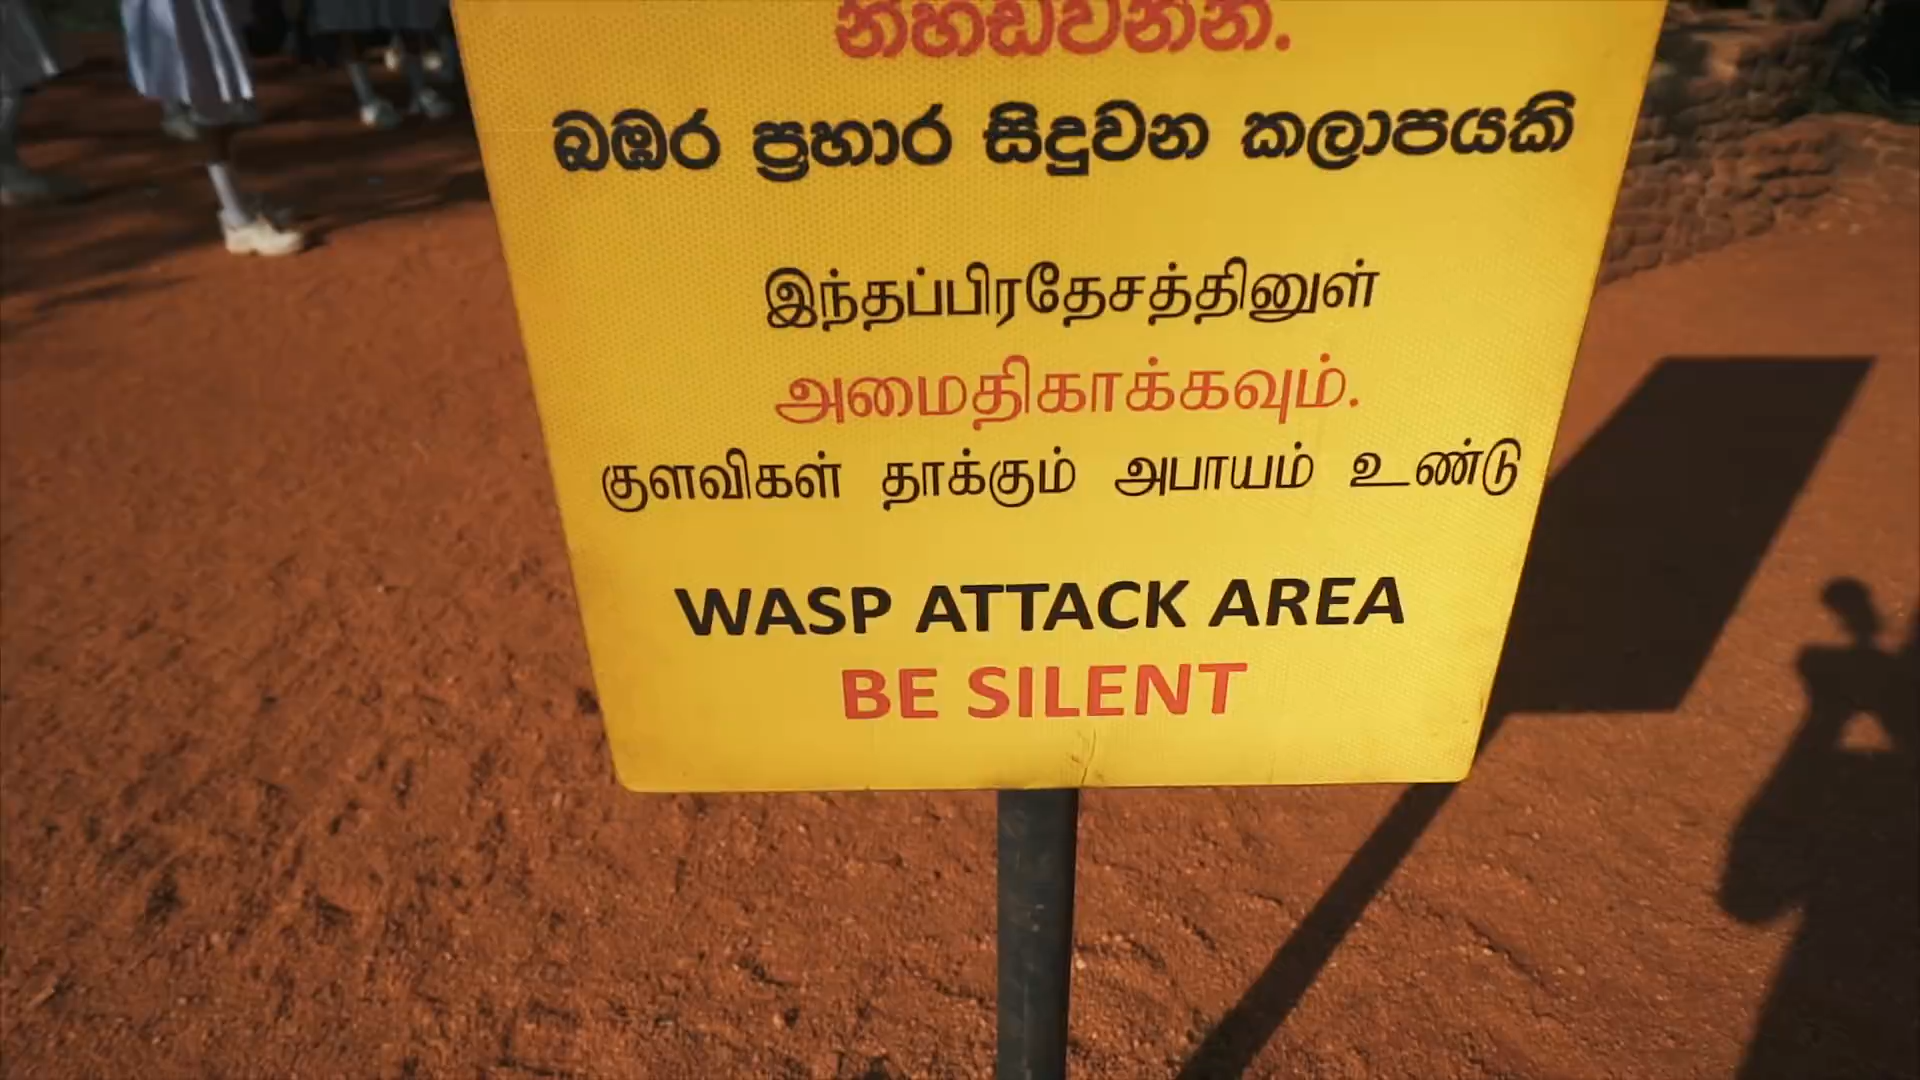 නිහඬවන්න.
බඹර ප්‍රහාර සිදුවන කලාපයකි
இந்தப்பிரதேசத்தினுள்
அமைதிகாக்கவும்.
குளவிகள் தாக்கும் அபாயம் உண்டு
WASP ATTACK AREA
BE SILENT